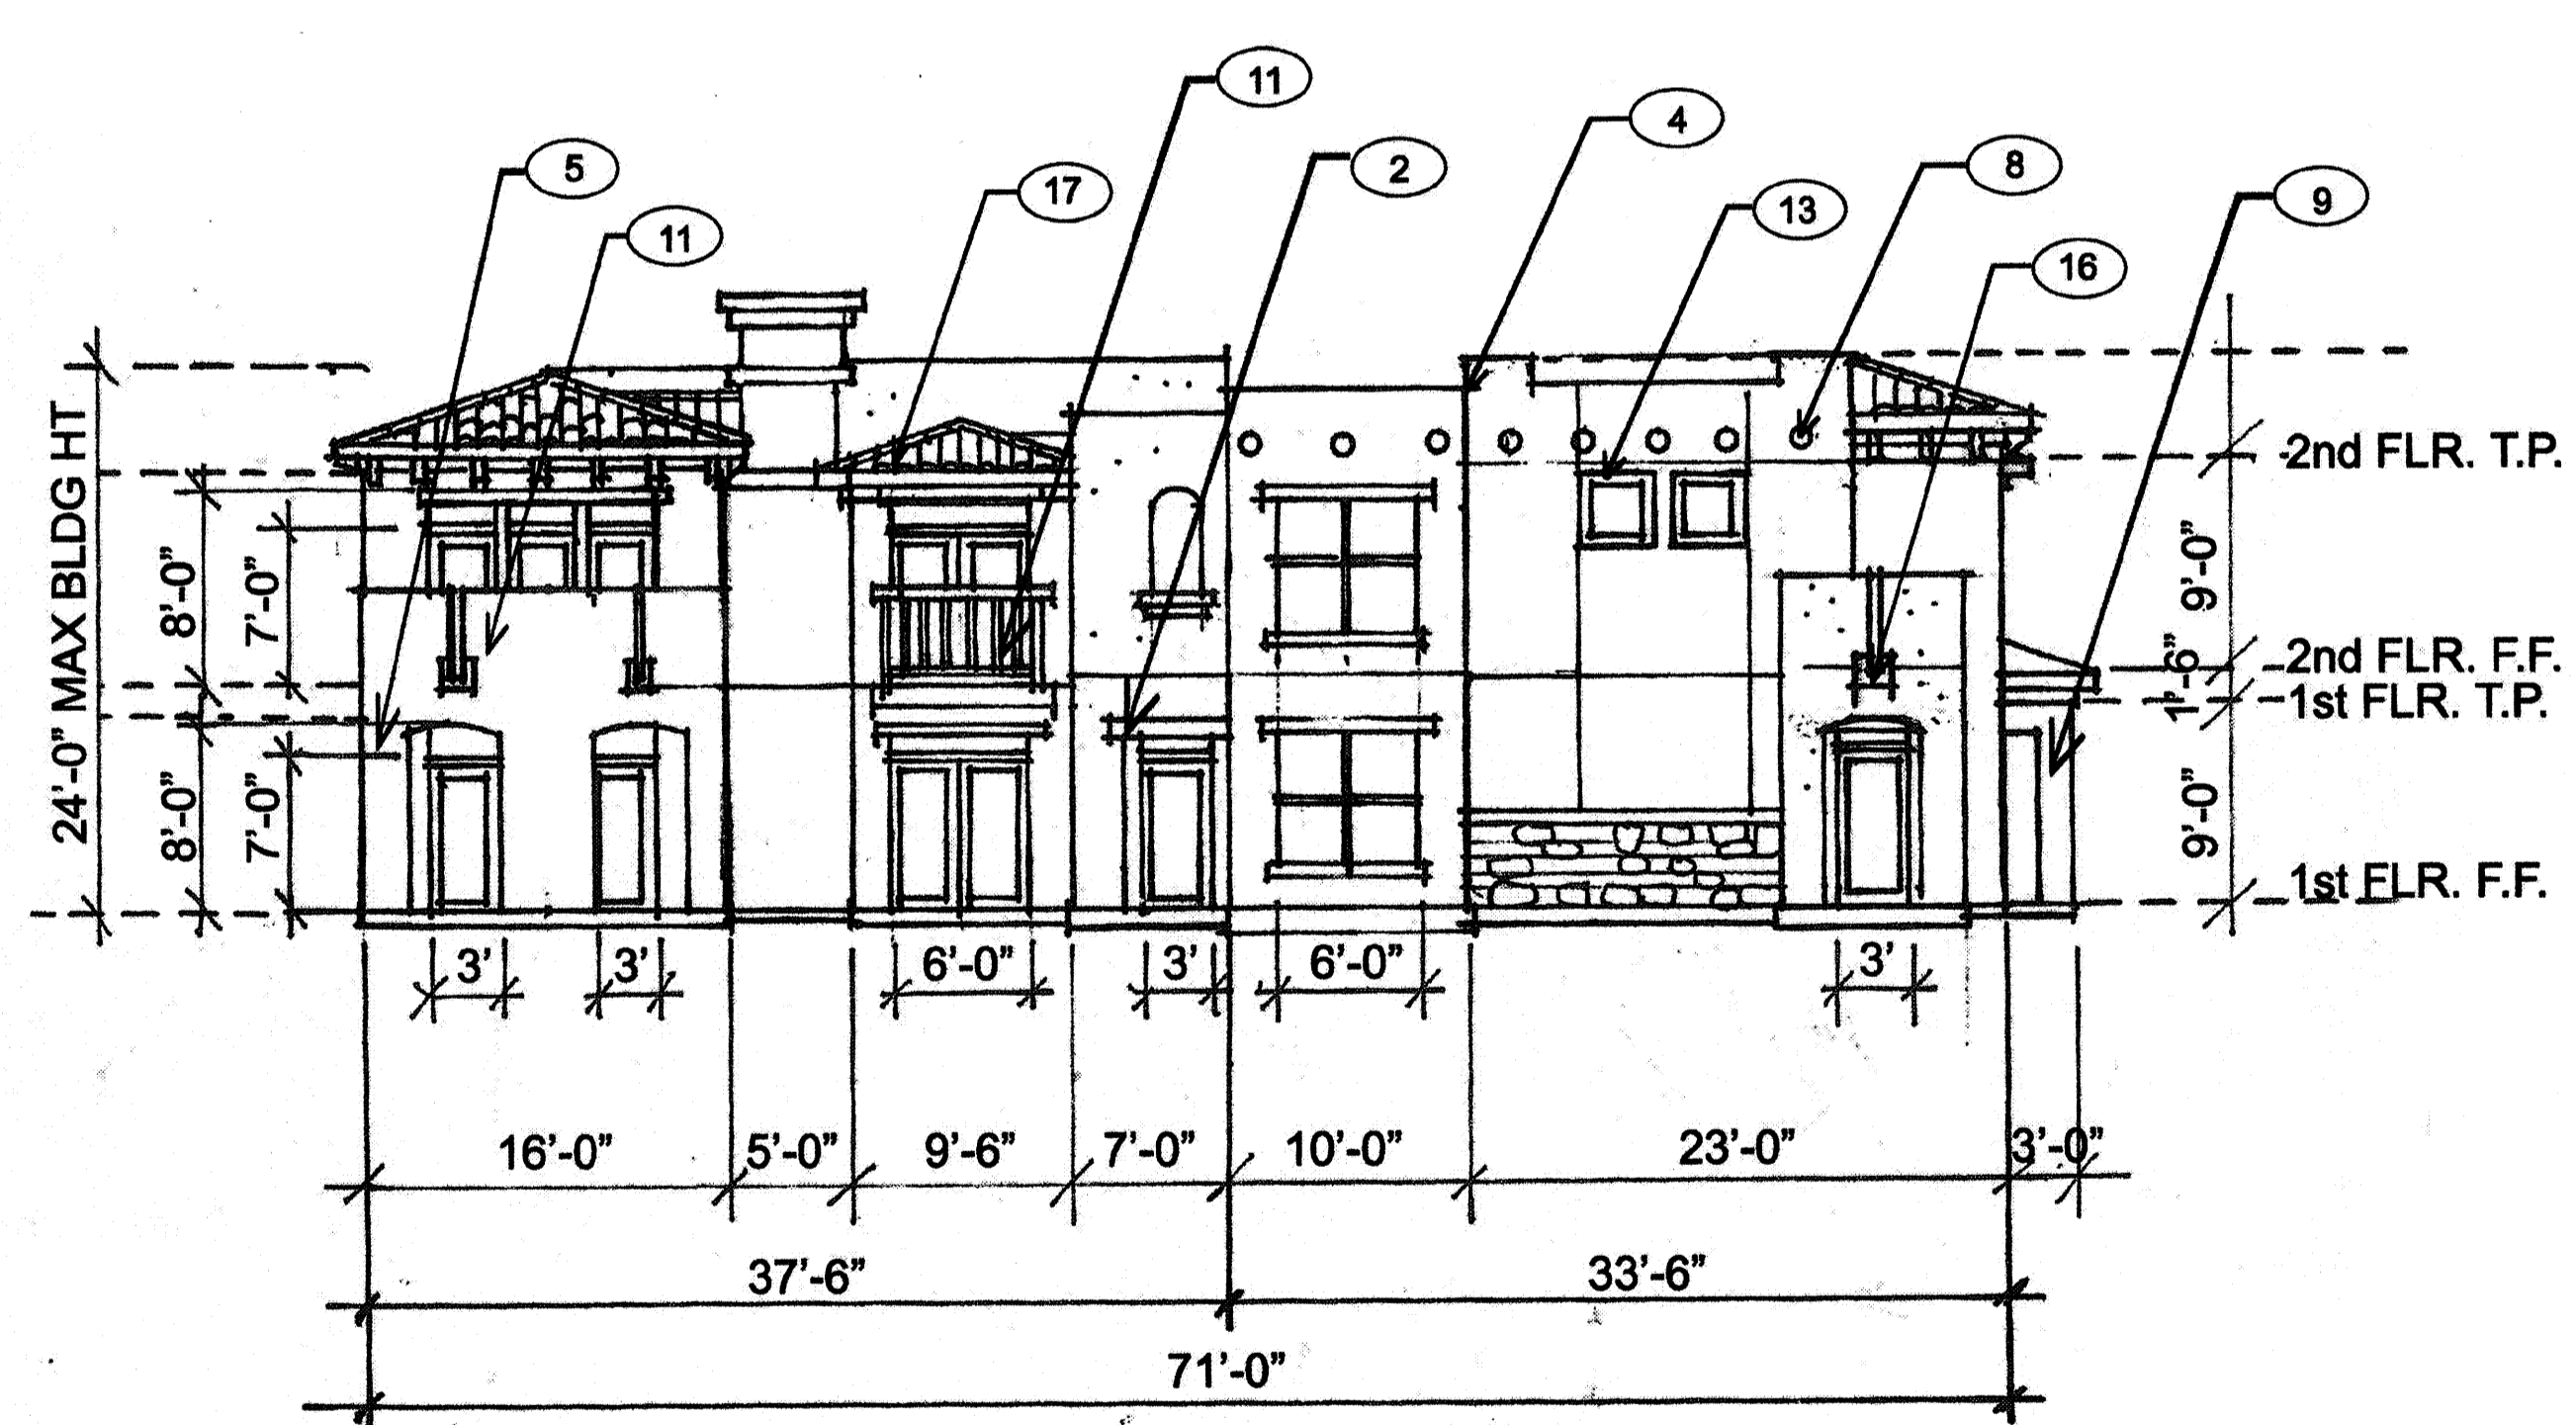 11
4
2
5
8
17
9
13
11
16
24'-0” MAX BLDG HT
8'-0”
7'-0”
8'-0”
7'-0”
2nd FLR. T.P.
9'-0”
2nd FLR. F.F.
1'-6”
1st FLR. T.P.
9'-0”
1st FLR. F.F.
3' 3' 6'-0” 3' 6'-0” 3'
16'-0” 5'-0” 9'-6” 7'-0” 10'-0” 23'-0” 3'-0”
37'-6” 33'-6”
71'-0”